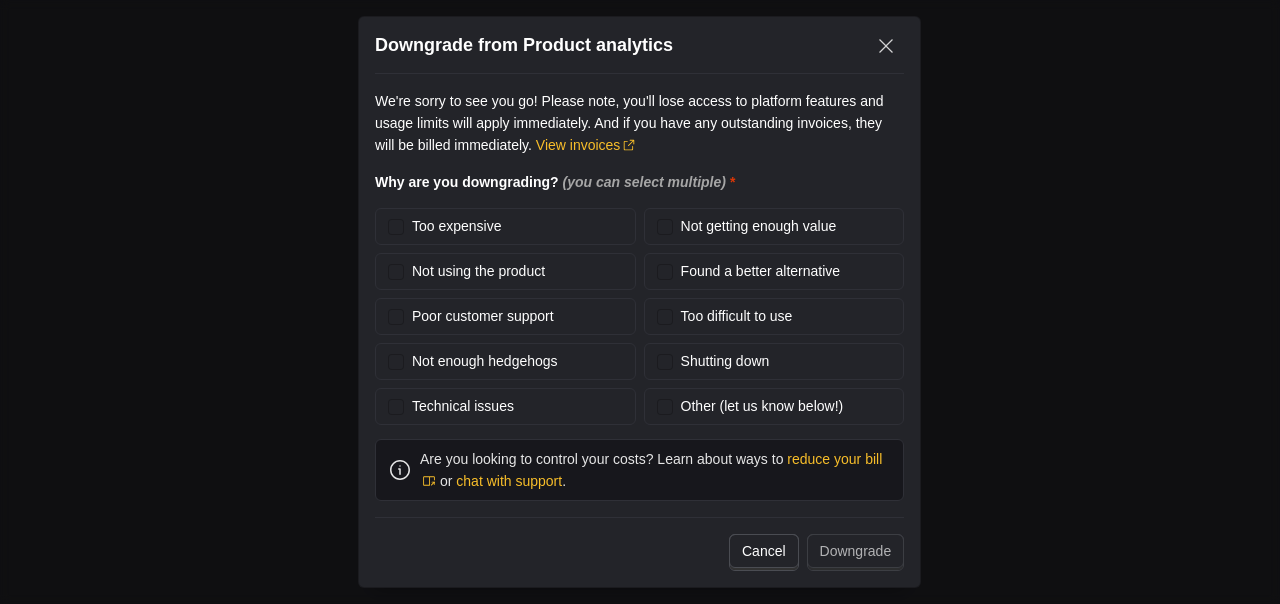 Downgrade from Product analytics
We're sorry to see you go! Please note, you'll lose access to platform features and
usage limits will apply immediately. And if you have any outstanding invoices, they
will be billed immediately. View invoices
Why are you downgrading? (you can select multiple) *
Too expensive
Not getting enough value
Not using the product
Found a better alternative
Poor customer support
Too difficult to use
Not enough hedgehogs
Shutting down
Technical issues
Other (let us know below!)
Are you looking to control your costs? Learn about ways to reduce your bill
or chat with support.
Cancel
Downgrade